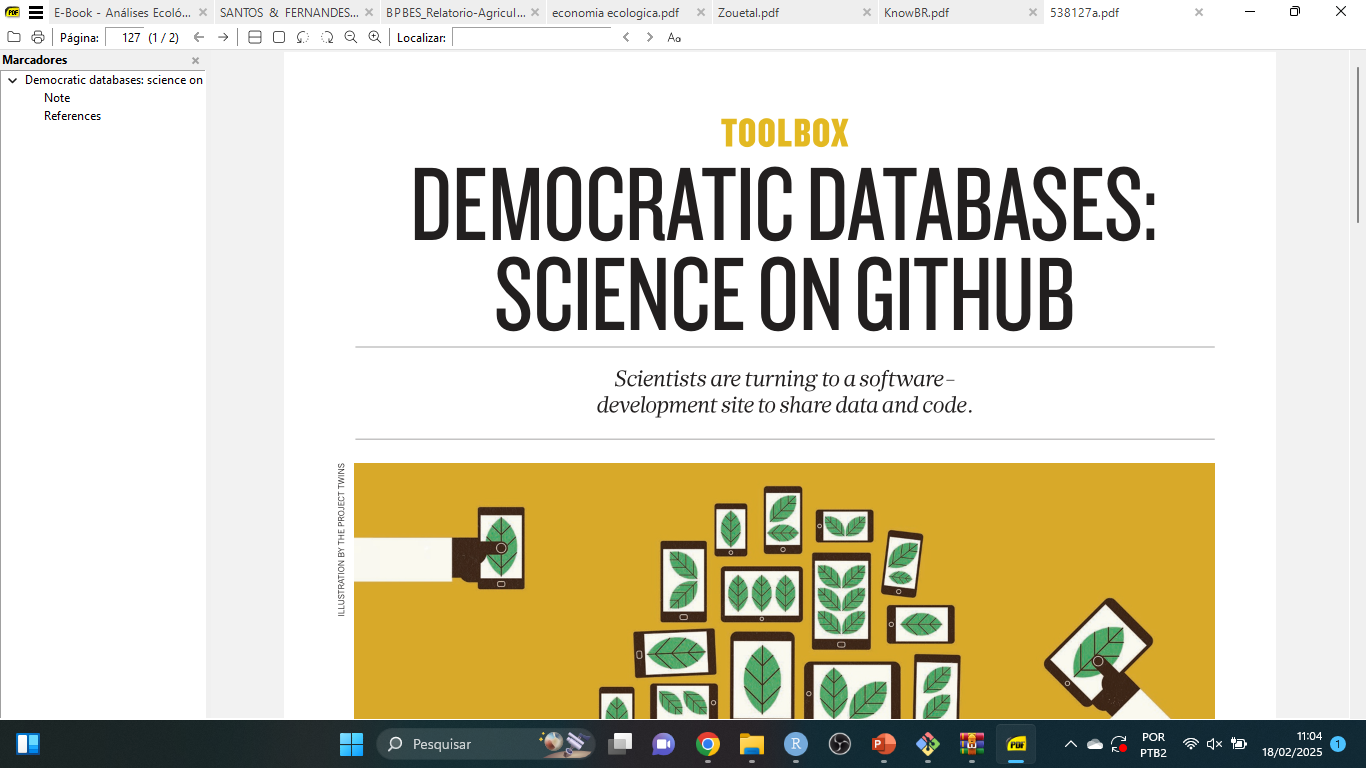 E-Book - Análises Ecoló...
SANTOS & FERNANDES...
BPBES_Relatorio-Agricul...
economia ecologica.pdf
Zouetal.pdf
KnowBR.pdf
538127a.pdf
Página: 127 (1 / 2)
Localizar:
Marcadores
Democratic databases: science on
Note
References
TOOLBOX
DEMOCRATIC DATABASES:
SCIENCE ON GITHUB
Scientists are turning to a software-
development site to share data and code.
ILLUSTRATION BY THE PROJECT TWINS
Pesquisar
POR
PTB2
11:04
18/02/2025
1